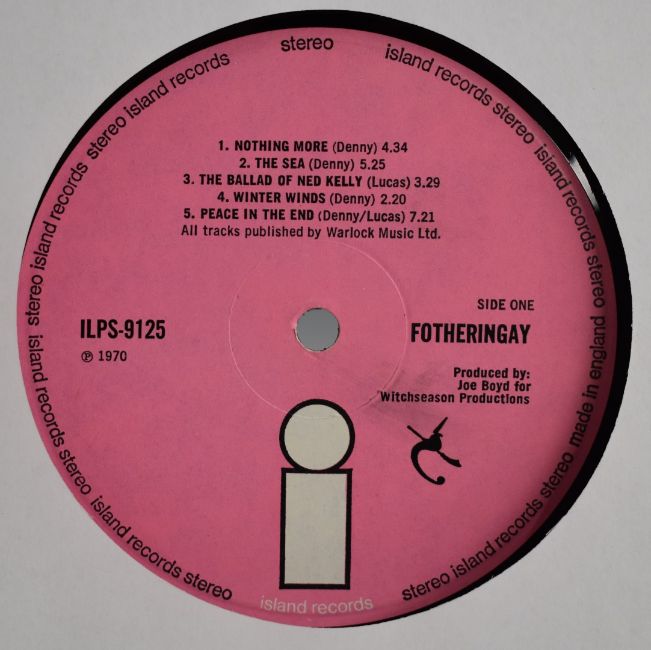 stereo
island records stereo
island records stereo
made in england
stereo island records
stereo island records
stereo island records
island records stereo
island records stereo
island records
1. NOTHING MORE (Denny) 4.34
2. THE SEA (Denny) 5.25
3. THE BALLAD OF NED KELLY (Lucas) 3.29
4. WINTER WINDS (Denny) 2.20
5. PEACE IN THE END (Denny/Lucas) 7.21
All tracks published by Warlock Music Ltd.
SIDE ONE
ILPS-9125
FOTHERINGAY
℗ 1970
Produced by:
Joe Boyd for
Witchseason Productions